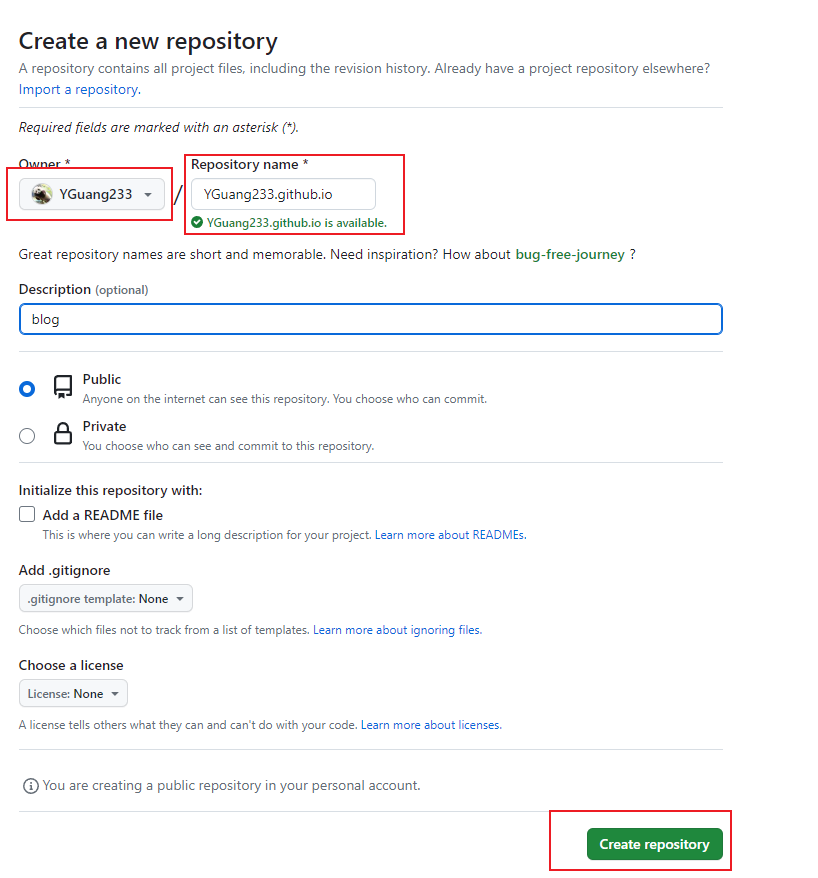 Create a new repository
A repository contains all project files, including the revision history. Already have a project repository elsewhere?
Import a repository.
Required fields are marked with an asterisk (*).
Owner * Repository name *
YGuang233 / YGuang233.github.io
YGuang233.github.io is available.
Great repository names are short and memorable. Need inspiration? How about bug-free-journey ?
Description (optional)
blog
Public
Anyone on the internet can see this repository. You choose who can commit.
Private
You choose who can see and commit to this repository.
Initialize this repository with:
Add a README file
This is where you can write a long description for your project. Learn more about READMEs.
Add .gitignore
.gitignore template: None
Choose which files not to track from a list of templates. Learn more about ignoring files.
Choose a license
License: None
A license tells others what they can and can't do with your code. Learn more about licenses.
You are creating a public repository in your personal account.
Create repository